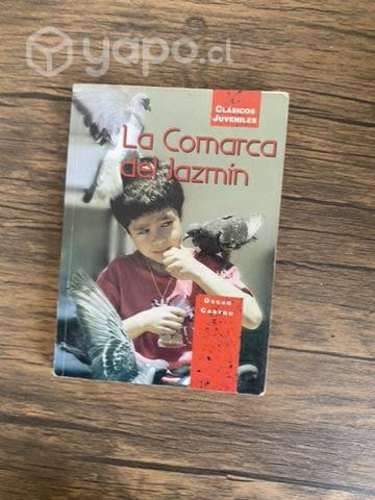 yapo.cl
CLÁSICOS
JUVENILES
La Comarca
del Jazmín
OSCAR
CASTRO